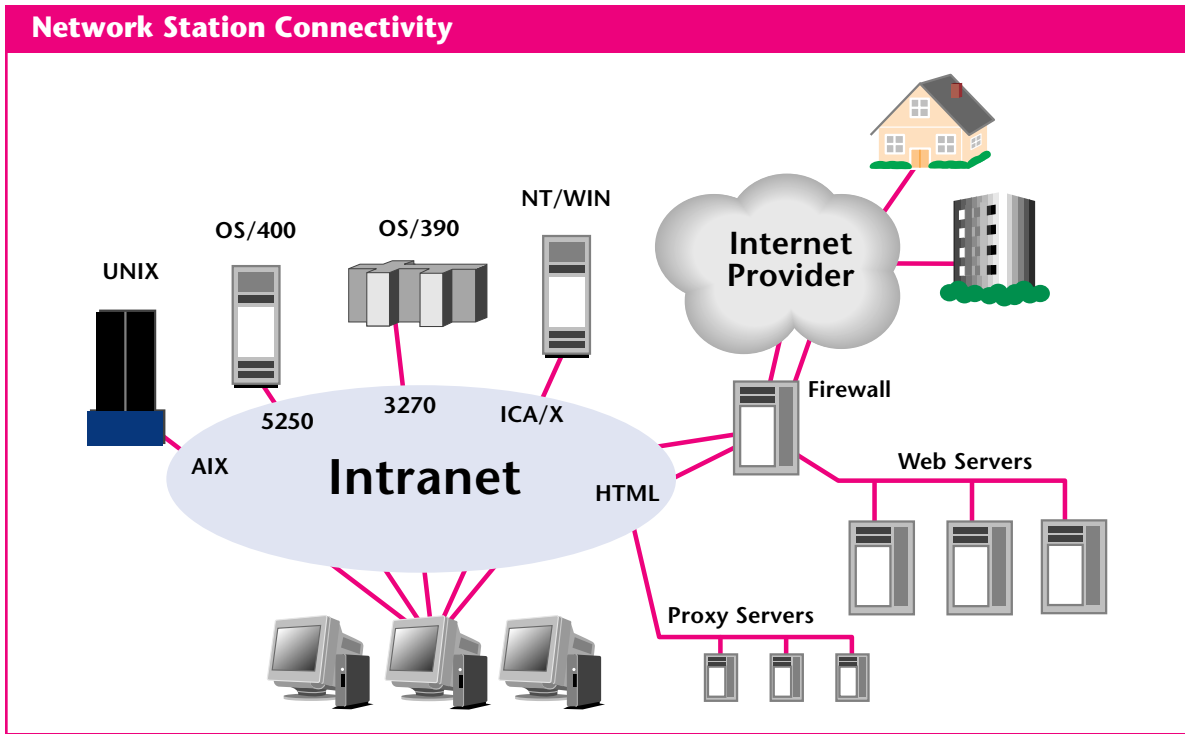 Network Station Connectivity
NT/WIN
OS/400
OS/390
UNIX
Internet
Provider
Firewall
5250
3270
ICA/X
AIX
Intranet
HTML
Web Servers
Proxy Servers